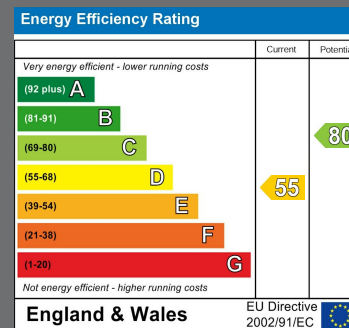 Energy Efficiency Rating
Current
Very energy efficient - lower running costs
(92 plus) A
(81-91) B
(69-80) C
80
(55-68) D
55
(39-54) E
(21-38) F
(1-20) G
Not energy efficient - higher running costs
England & Wales
EU Directive
2002/91/EC